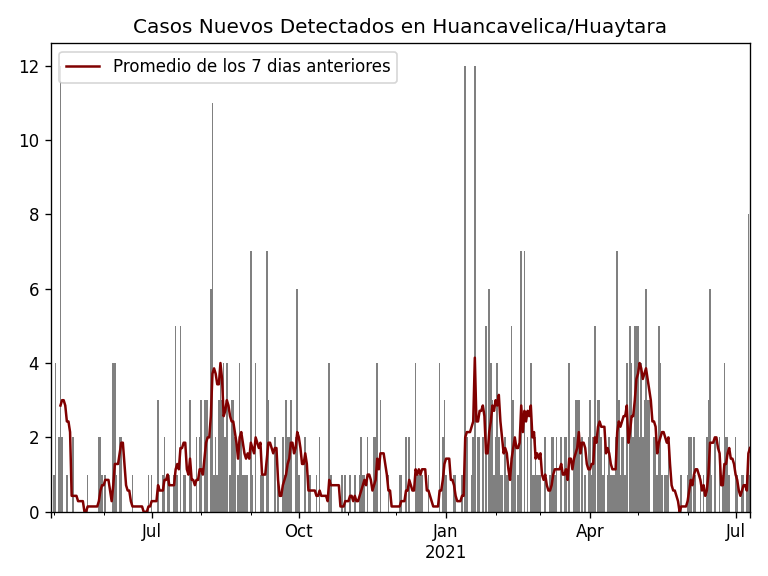 Casos Nuevos Detectados en Huancavelica/Huaytara
Promedio de los 7 dias anteriores
12
10
8
6
4
2
0
Jul
Oct
Jan
2021
Apr
Jul